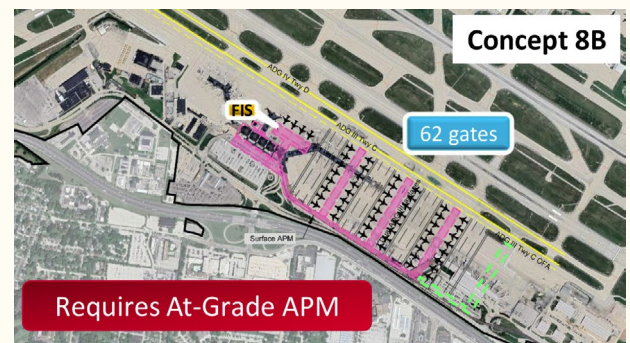 Concept 8B
ADG IV Twy D
FIS
ADG III Twy C
62 gates
ADG III Twy C OFA
Surface APM
Requires At-Grade APM